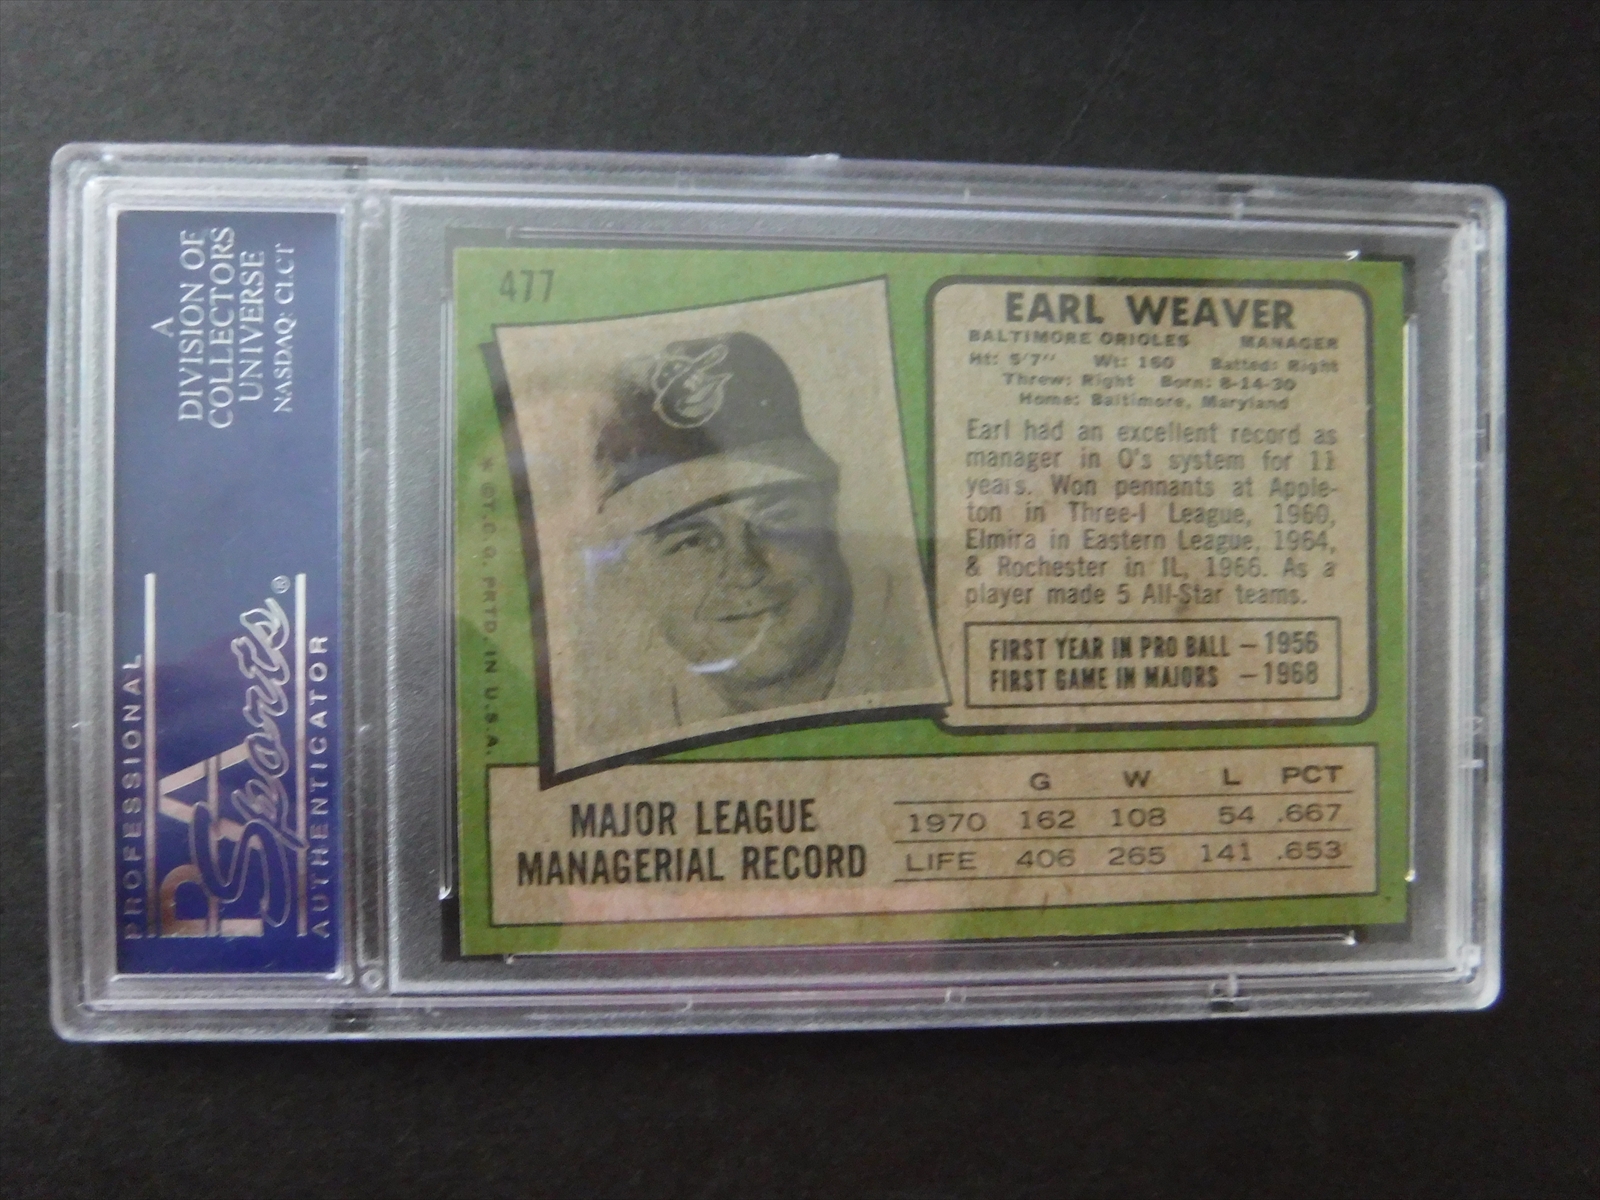 A
DIVISION OF
COLLECTORS
UNIVERSE
NASDAQ: CLCT
PROFESSIONAL
PSA
Sports®
AUTHENTICATOR
477
* ©T.C.G. PRTD. IN U.S.A.
EARL WEAVER
BALTIMORE ORIOLES MANAGER
Ht: 5'7" Wt: 160 Batted: Right
Threw: Right Born: 8-14-30
Home: Baltimore, Maryland
Earl had an excellent record as
manager in O's system for 11
years. Won pennants at Apple-
ton in Three-I League, 1960,
Elmira in Eastern League, 1964,
& Rochester in IL, 1966. As a
player made 5 All-Star teams.
FIRST YEAR IN PRO BALL – 1956
FIRST GAME IN MAJORS – 1968
MAJOR LEAGUE
MANAGERIAL RECORD
G W L PCT
1970 162 108 54 .667
LIFE 406 265 141 .653